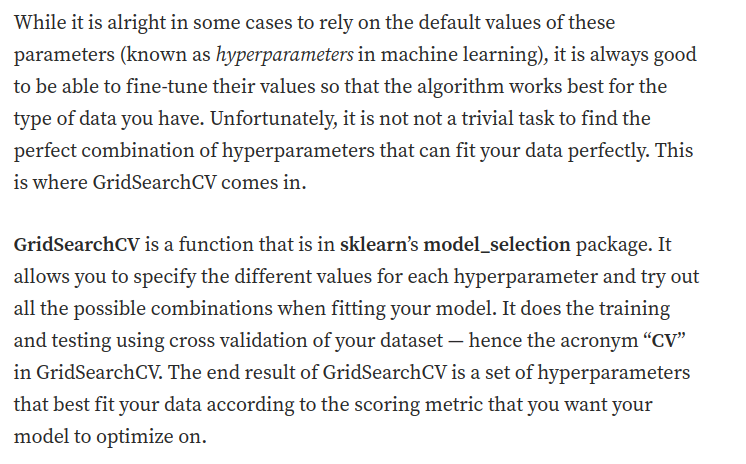 While it is alright in some cases to rely on the default values of these
parameters (known as hyperparameters in machine learning), it is always good
to be able to fine-tune their values so that the algorithm works best for the
type of data you have. Unfortunately, it is not not a trivial task to find the
perfect combination of hyperparameters that can fit your data perfectly. This
is where GridSearchCV comes in.
GridSearchCV is a function that is in sklearn’s model_selection package. It
allows you to specify the different values for each hyperparameter and try out
all the possible combinations when fitting your model. It does the training
and testing using cross validation of your dataset — hence the acronym “CV”
in GridSearchCV. The end result of GridSearchCV is a set of hyperparameters
that best fit your data according to the scoring metric that you want your
model to optimize on.